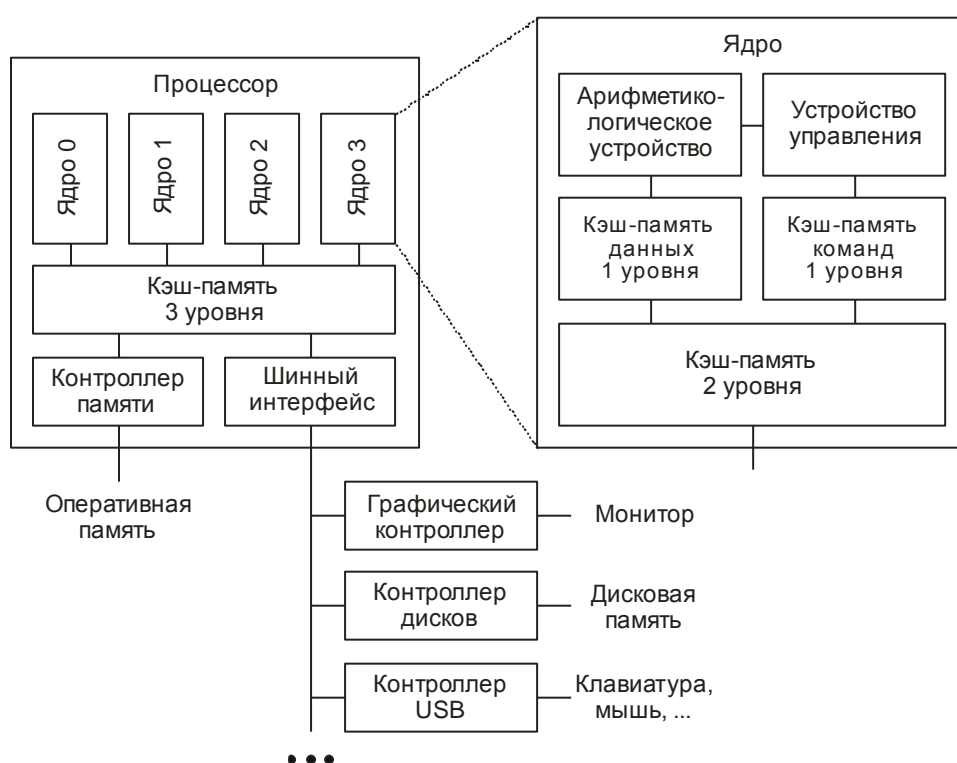 Процессор
Ядро 0
Ядро 1
Ядро 2
Ядро 3
Кэш-память
3 уровня
Контроллер
памяти
Шинный
интерфейс
Оперативная
память
Ядро
Арифметико-
логическое
устройство
Устройство
управления
Кэш-память
данных
1 уровня
Кэш-память
команд
1 уровня
Кэш-память
2 уровня
Графический
контроллер
Монитор
Контроллер
дисков
Дисковая
память
Контроллер
USB
Клавиатура,
мышь, ...